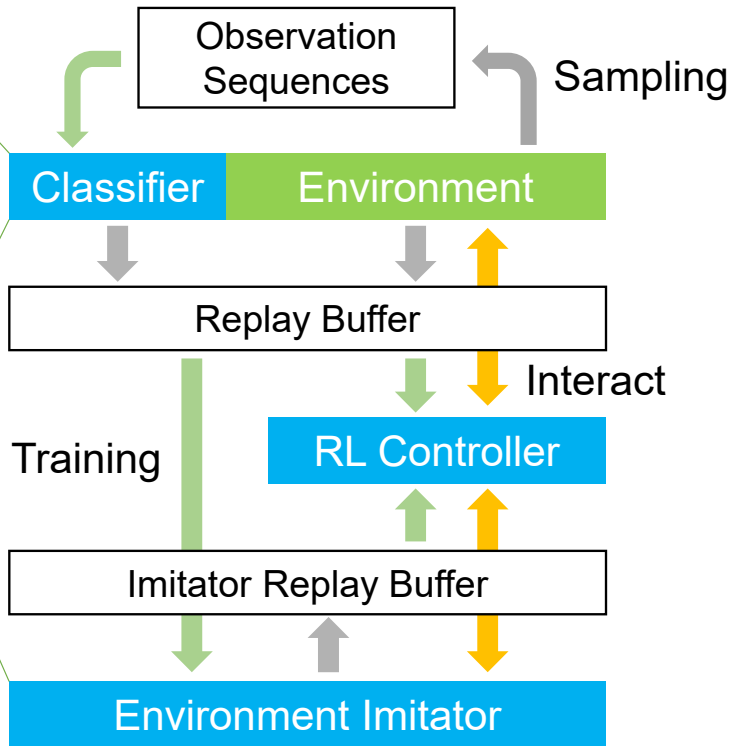 Observation
Sequences
Sampling
Classifier
Environment
Replay Buffer
Interact
RL Controller
Training
Imitator Replay Buffer
Environment Imitator